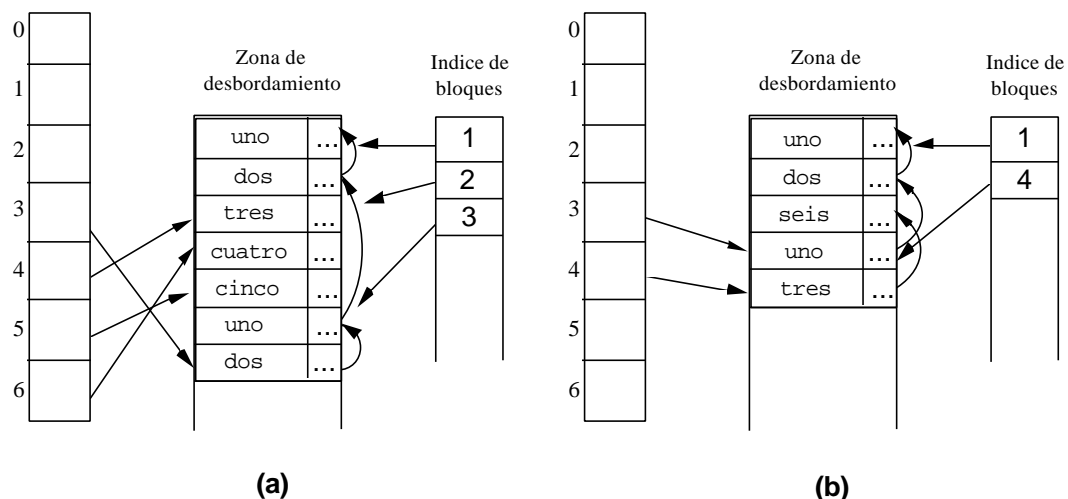 0
1
2
3
4
5
6
Zona de
desbordamiento
uno ...
dos ...
tres ...
cuatro ...
cinco ...
uno ...
dos ...
Indice de
bloques
1
2
3
(a)
0
1
2
3
4
5
6
Zona de
desbordamiento
uno ...
dos ...
seis ...
uno ...
tres ...
Indice de
bloques
1
4
(b)